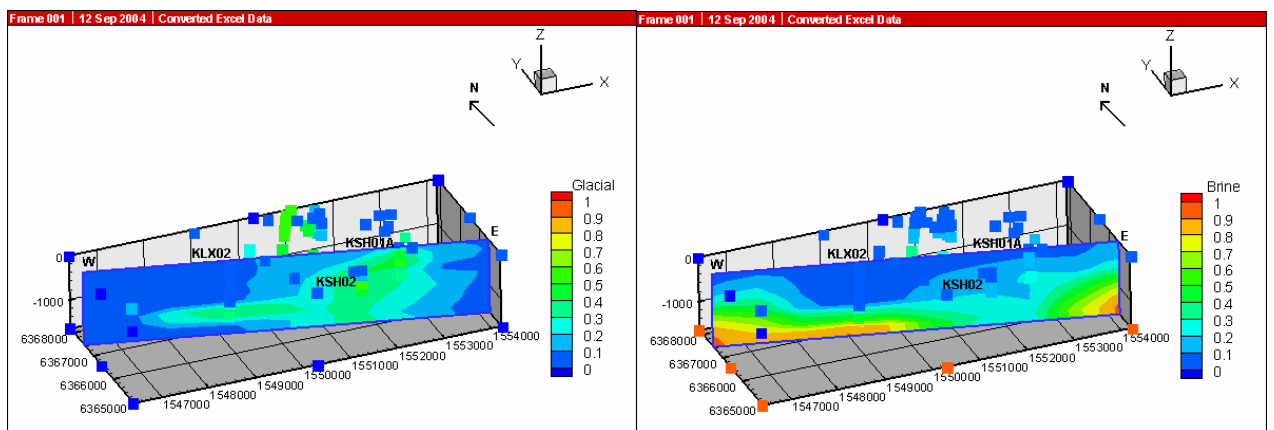 Frame 001 | 12 Sep 2004 | Converted Excel Data
Z
Y
X
N
Glacial
1
0.9
0.8
0.7
0.6
0.5
0.4
0.3
0.2
0.1
0
KSH01A
KLX02
E
W
KSH02
0
-1000
6368000
6367000
6366000
6365000
1547000
1548000
1549000
1550000
1551000
1552000
1553000
1554000
Frame 001 | 12 Sep 2004 | Converted Excel Data
Z
Y
X
N
Brine
1
0.9
0.8
0.7
0.6
0.5
0.4
0.3
0.2
0.1
0
KSH01A
KLX02
E
W
KSH02
0
-1000
6368000
6367000
6366000
6365000
1547000
1548000
1549000
1550000
1551000
1552000
1553000
1554000